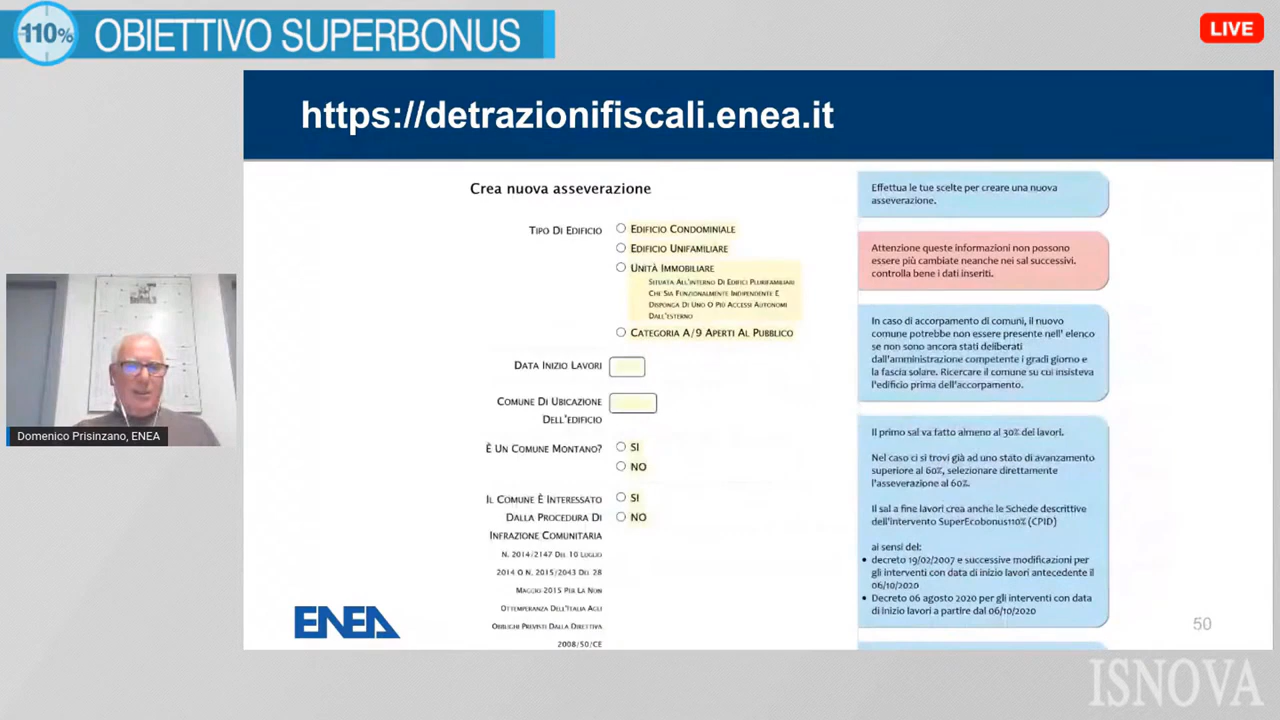 110%
OBIETTIVO SUPERBONUS
LIVE
https://detrazionifiscali.enea.it
Crea nuova asseverazione
TIPO DI EDIFICIO
EDIFICIO CONDOMINIALE
EDIFICIO UNIFAMILIARE
UNITÀ IMMOBILIARE
SITUATA ALL'INTERNO DI EDIFICI PLURIFAMILIARI
CHE SIA FUNZIONALMENTE INDIPENDENTE E
DISPONGA DI UNO O PIÙ ACCESSI AUTONOMI
DALL'ESTERNO
CATEGORIA A/9 APERTI AL PUBBLICO
DATA INIZIO LAVORI
COMUNE DI UBICAZIONE
DELL'EDIFICIO
È UN COMUNE MONTANO?
SI
NO
IL COMUNE È INTERESSATO
DALLA PROCEDURA DI
INFRAZIONE COMUNITARIA
N. 2014/2147 DEL 10 LUGLIO
2014 O N. 2015/2043 DEL 28
MAGGIO 2015 PER LA NON
OTTEMPERANZA DELL'ITALIA AGLI
OBBLIGHI PREVISTI DALLA DIRETTIVA
2008/50/CE
SI
NO
Effettua le tue scelte per creare una nuova
asseverazione.
Attenzione queste informazioni non possono
essere più cambiate neanche nei sal successivi.
controlla bene i dati inseriti.
In caso di accorpamento di comuni, il nuovo
comune potrebbe non essere presente nell' elenco
se non sono ancora stati deliberati
dall'amministrazione competente i gradi giorno e
la fascia solare. Ricercare il comune su cui insisteva
l'edificio prima dell'accorpamento.
Il primo sal va fatto almeno al 30% dei lavori.
Nel caso ci si trovi già ad uno stato di avanzamento
superiore al 60%, selezionare direttamente
l'asseverazione al 60%.
Il sal a fine lavori crea anche le Schede descrittive
dell'intervento SuperEcobonus110% (CPID)
ai sensi del:
• decreto 19/02/2007 e successive modificazioni per
gli interventi con data di inizio lavori antecedente il
06/10/2020
• Decreto 06 agosto 2020 per gli interventi con data
di inizio lavori a partire dal 06/10/2020
Domenico Prisinzano, ENEA
ENEA
50
ISNOVA